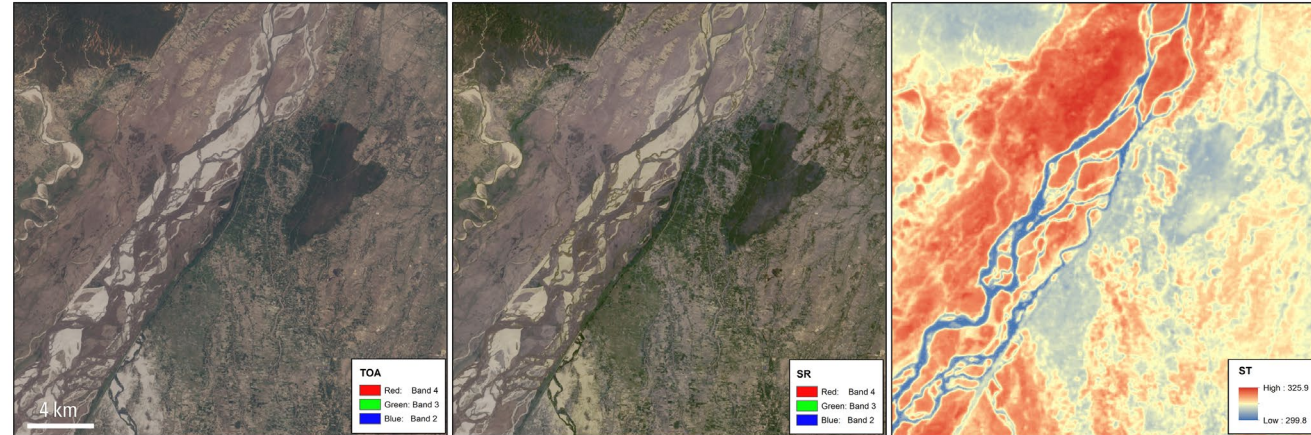 TOA
Red: Band 4
Green: Band 3
Blue: Band 2
4 km
SR
Red: Band 4
Green: Band 3
Blue: Band 2
ST
High : 325.9
Low : 299.8